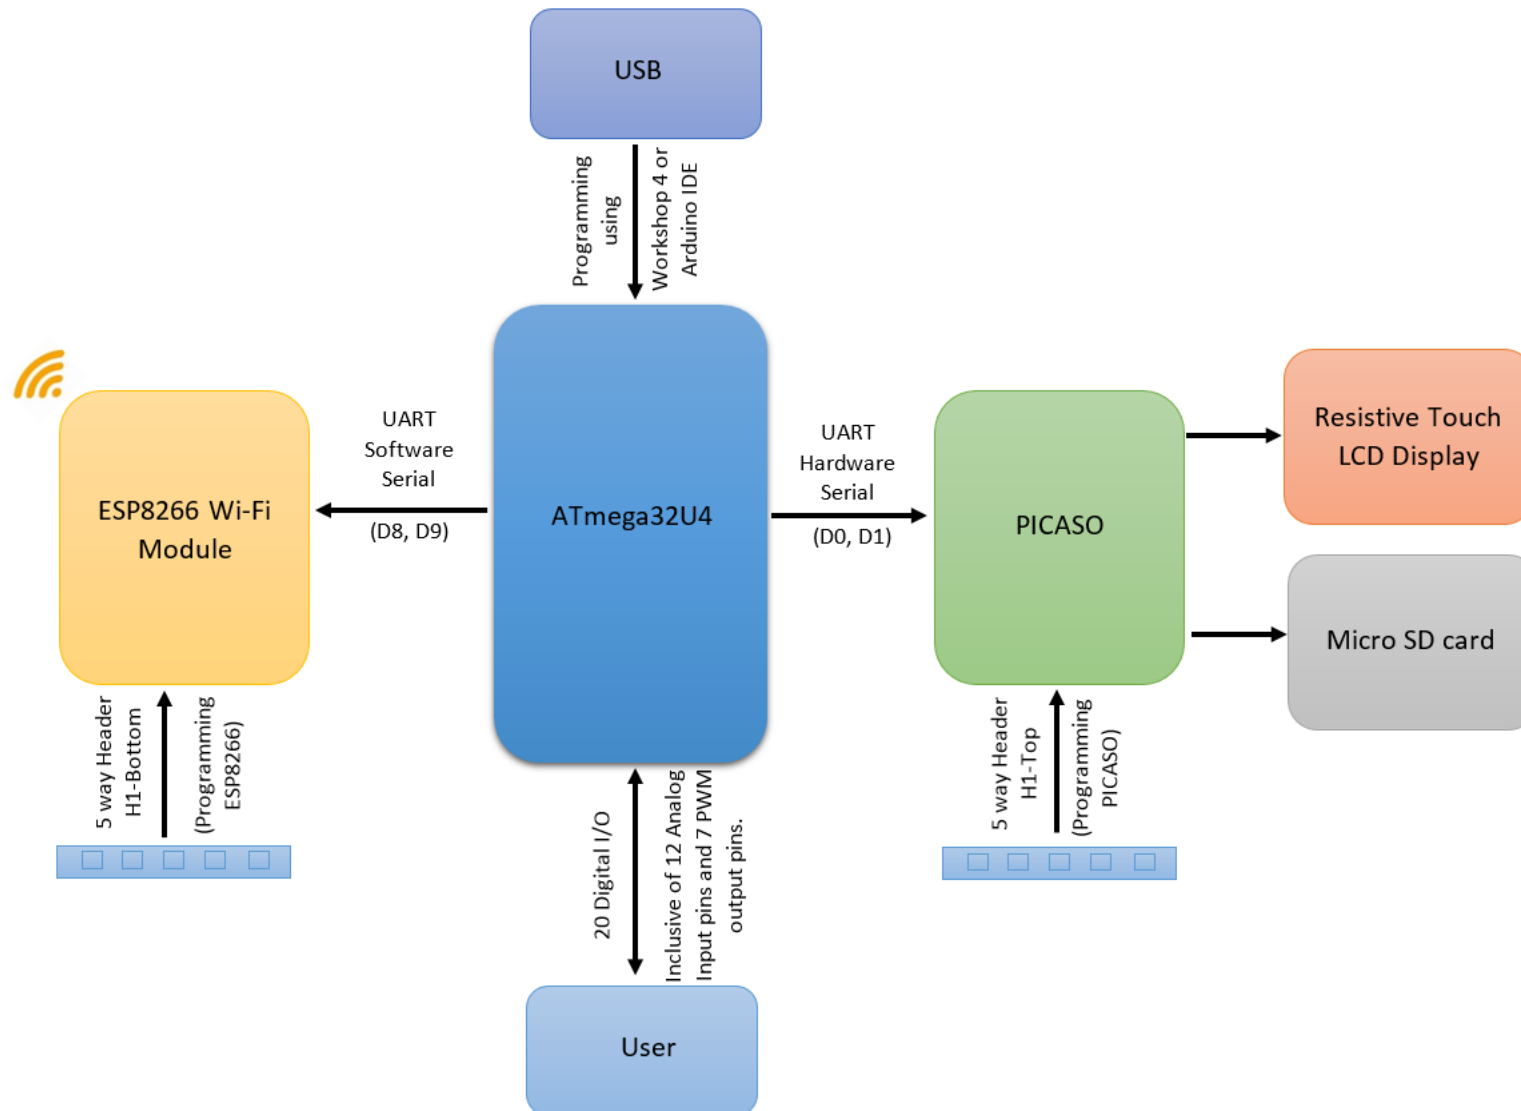 USB
Programming
using
Workshop 4 or
Arduino IDE
UART
Software
Serial
(D8, D9)
UART
Hardware
Serial
(D0, D1)
ESP8266 Wi-Fi
Module
ATmega32U4
PICASO
Resistive Touch
LCD Display
Micro SD card
5 way Header
H1-Bottom
(Programming
ESP8266)
20 Digital I/O
Inclusive of 12 Analog
Input pins and 7 PWM
output pins.
5 way Header
H1-Top
(Programming
PICASO)
User